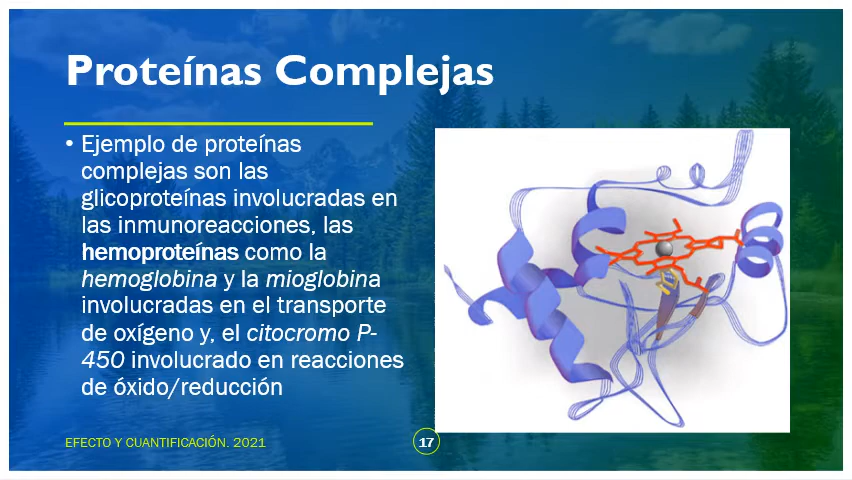 Proteínas Complejas
• Ejemplo de proteínas
complejas son las
glicoproteínas involucradas en
las inmunoreacciones, las
hemoproteínas como la
hemoglobina y la mioglobina
involucradas en el transporte
de oxígeno y, el citocromo P-
450 involucrado en reacciones
de óxido/reducción
EFECTO Y CUANTIFICACIÓN. 2021
17